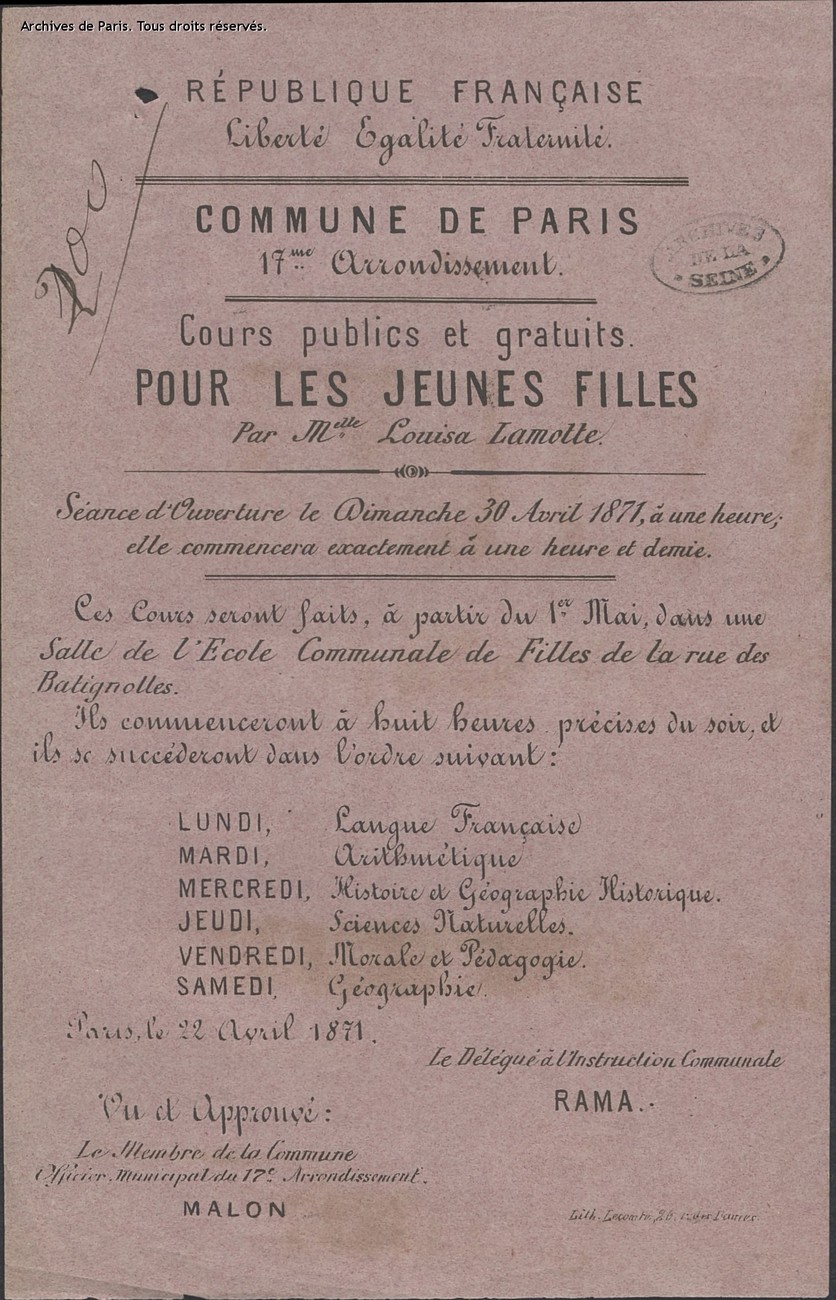 Archives de Paris. Tous droits réservés.
RÉPUBLIQUE FRANÇAISE
Liberté Egalité Fraternité.
COMMUNE DE PARIS
17me Arrondissement.
ARCHIVES
DE LA
SEINE
Cours publics et gratuits.
POUR LES JEUNES FILLES
Par Melle Louisa Lamotte.
Séance d'Ouverture le Dimanche 30 Avril 1871, à une heure;
elle commencera exactement à une heure et demie.
Ces Cours seront faits, à partir du 1er Mai, dans une
Salle de l'Ecole Communale de Filles de la rue des
Batignolles.
Ils commenceront à huit heures précises du soir, et
ils se succéderont dans l'ordre suivant:
LUNDI, Langue Française
MARDI, Arithmétique
MERCREDI, Histoire et Géographie Historique.
JEUDI, Sciences Naturelles.
VENDREDI, Morale et Pédagogie.
SAMEDI, Géographie.
Paris, le 22 Avril 1871.
Le Délégué à l'Instruction Communale
RAMA.
Vu et Approuvé:
Le Membre de la Commune
Officier Municipal du 17e Arrondissement.
MALON
Lith. Lecomte, 26, r. des Dames